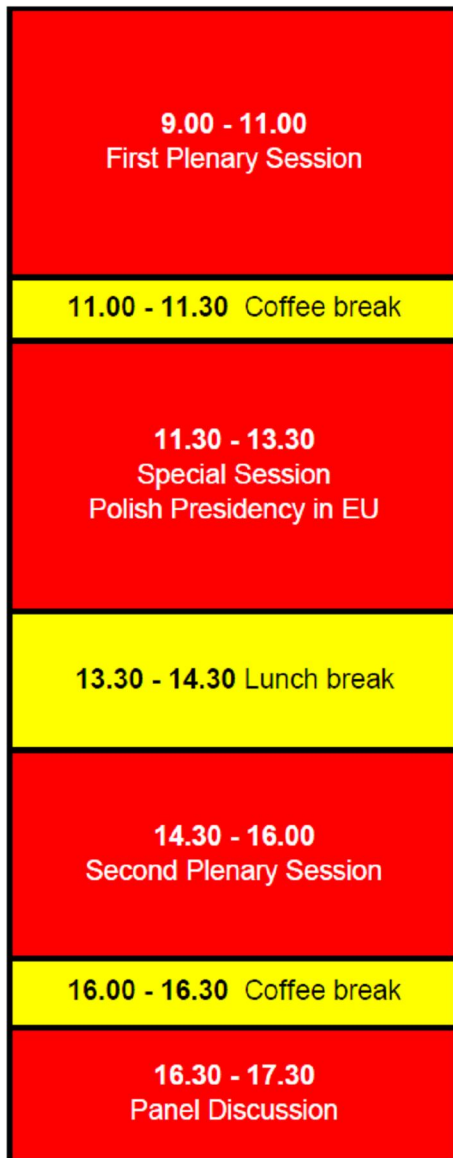 9.00 - 11.00
First Plenary Session
11.00 - 11.30 Coffee break
11.30 - 13.30
Special Session
Polish Presidency in EU
13.30 - 14.30 Lunch break
14.30 - 16.00
Second Plenary Session
16.00 - 16.30 Coffee break
16.30 - 17.30
Panel Discussion